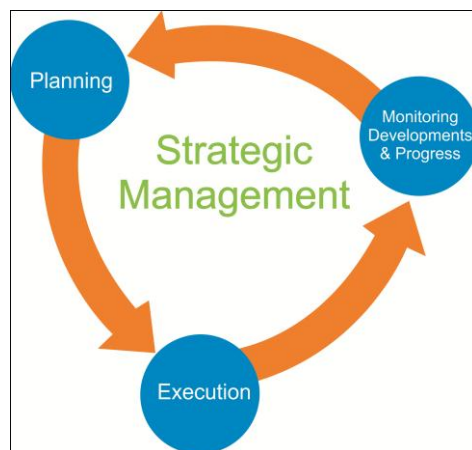 Planning
Monitoring
Developments
& Progress
Strategic
Management
Execution